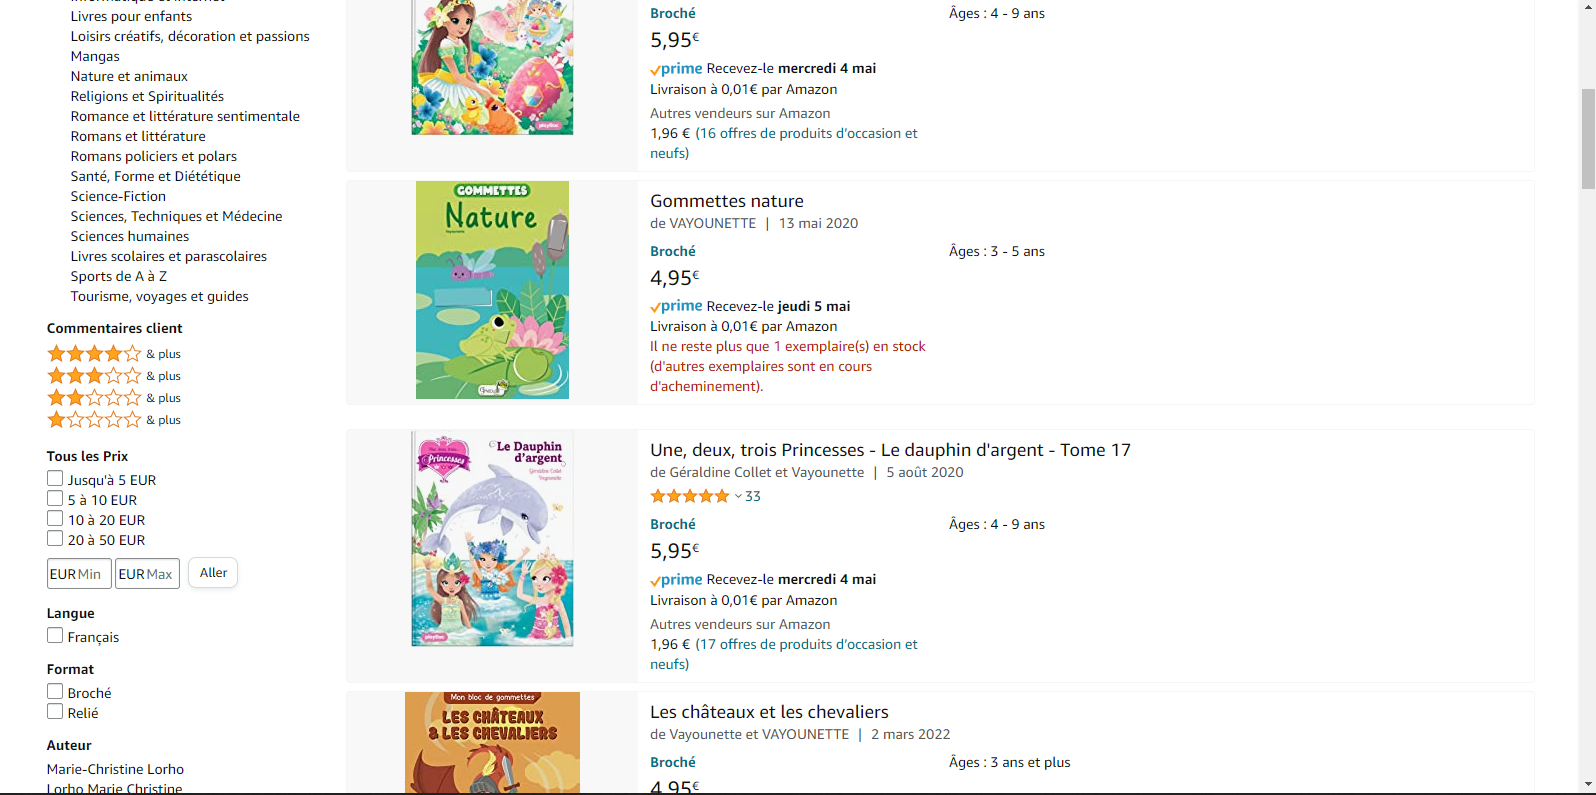 Livres pour enfants
Loisirs créatifs, décoration et passions
Mangas
Nature et animaux
Religions et Spiritualités
Romance et littérature sentimentale
Romans et littérature
Romans policiers et polars
Santé, Forme et Diététique
Science-Fiction
Sciences, Techniques et Médecine
Sciences humaines
Livres scolaires et parascolaires
Sports de A à Z
Tourisme, voyages et guides
Commentaires client
& plus
& plus
& plus
& plus
Tous les Prix
Jusqu'à 5 EUR
5 à 10 EUR
10 à 20 EUR
20 à 50 EUR
EUR Min EUR Max Aller
Langue
Français
Format
Broché
Relié
Auteur
Marie-Christine Lorho
Lorho Marie Christine
playBac
Broché Âges : 4 - 9 ans
5,95€
prime Recevez-le mercredi 4 mai
Livraison à 0,01€ par Amazon
Autres vendeurs sur Amazon
1,96 € (16 offres de produits d'occasion et
neufs)
GOMMETTES
Nature
Gommettes nature
de VAYOUNETTE | 13 mai 2020
Broché Âges : 3 - 5 ans
4,95€
prime Recevez-le jeudi 5 mai
Livraison à 0,01€ par Amazon
Il ne reste plus que 1 exemplaire(s) en stock
(d'autres exemplaires sont en cours
d'acheminement).
Princesses
Le Dauphin
d'argent
Géraldine Collet
Vayounette
playBac
Une, deux, trois Princesses - Le dauphin d'argent - Tome 17
de Géraldine Collet et Vayounette | 5 août 2020
33
Broché Âges : 4 - 9 ans
5,95€
prime Recevez-le mercredi 4 mai
Livraison à 0,01€ par Amazon
Autres vendeurs sur Amazon
1,96 € (17 offres de produits d'occasion et
neufs)
Mon bloc de gommettes
LES CHÂTEAUX
& LES CHEVALIERS
Les châteaux et les chevaliers
de Vayounette et VAYOUNETTE | 2 mars 2022
Broché Âges : 3 ans et plus
4,95€